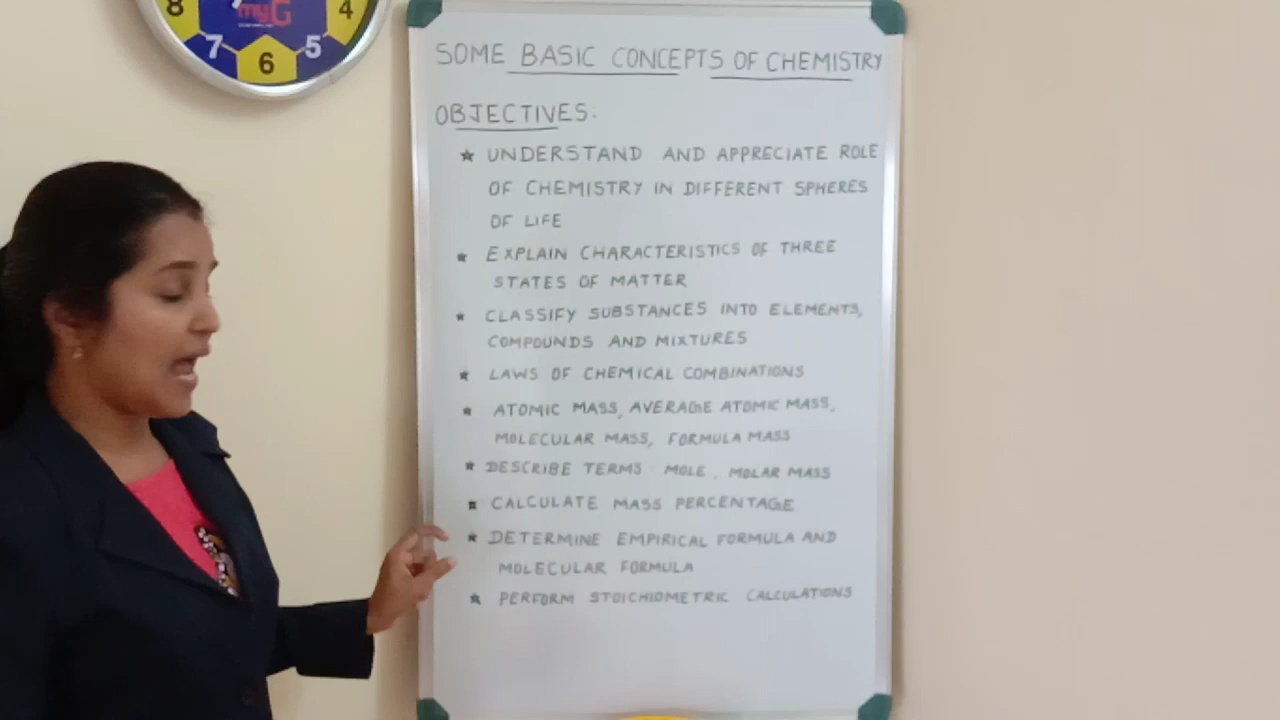 8
myG
4
7
5
6
SOME BASIC CONCEPTS OF CHEMISTRY
OBJECTIVES.
★ UNDERSTAND AND APPRECIATE ROLE
OF CHEMISTRY IN DIFFERENT SPHERES
OF LIFE
★ EXPLAIN CHARACTERISTICS OF THREE
STATES OF MATTER
★ CLASSIFY SUBSTANCES INTO ELEMENTS,
COMPOUNDS AND MIXTURES
★ LAWS OF CHEMICAL COMBINATIONS
★ ATOMIC MASS, AVERAGE ATOMIC MASS,
MOLECULAR MASS, FORMULA MASS
★ DESCRIBE TERMS : MOLE, MOLAR MASS
★ CALCULATE MASS PERCENTAGE
★ DETERMINE EMPIRICAL FORMULA AND
MOLECULAR FORMULA
★ PERFORM STOICHIOMETRIC CALCULATIONS